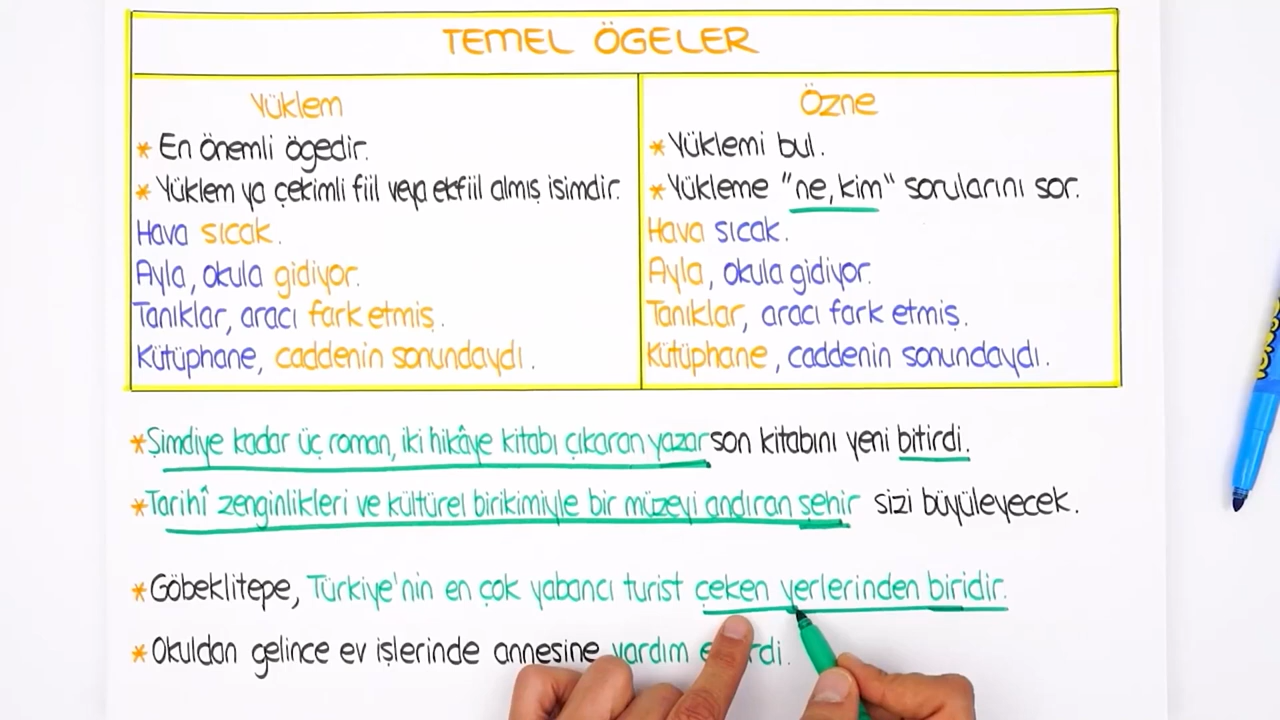 TEMEL ÖGELER
Yüklem
* En önemli ögedir.
* Yüklem ya çekimli fiil veya ekfiil almış isimdir.
Hava sıcak.
Ayla, okula gidiyor.
Tanıklar, aracı fark etmiş.
Kütüphane, caddenin sonundaydı.
Özne
* Yüklemi bul.
* Yükleme "ne, kim" sorularını sor.
Hava sıcak.
Ayla, okula gidiyor.
Tanıklar, aracı fark etmiş.
Kütüphane, caddenin sonundaydı.
* Şimdiye kadar üç roman, iki hikâye kitabı çıkaran yazar son kitabını yeni bitirdi.
* Tarihî zenginlikleri ve kültürel birikimiyle bir müzeyi andıran şehir sizi büyüleyecek.
* Göbeklitepe, Türkiye'nin en çok yabancı turist çeken yerlerinden biridir.
* Okuldan gelince ev işlerinde annesine yardım